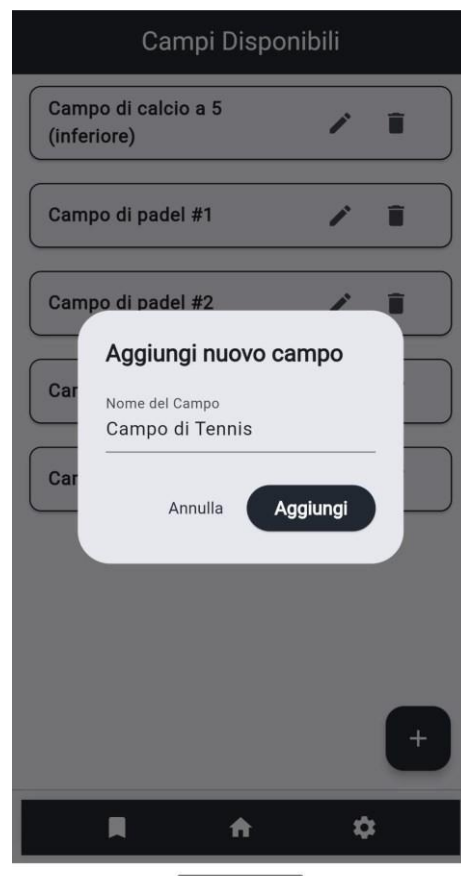 Campi Disponibili
Campo di calcio a 5
(inferiore)
Campo di padel #1
Campo di padel #2
Aggiungi nuovo campo
Nome del Campo
Campo di Tennis
Annulla Aggiungi